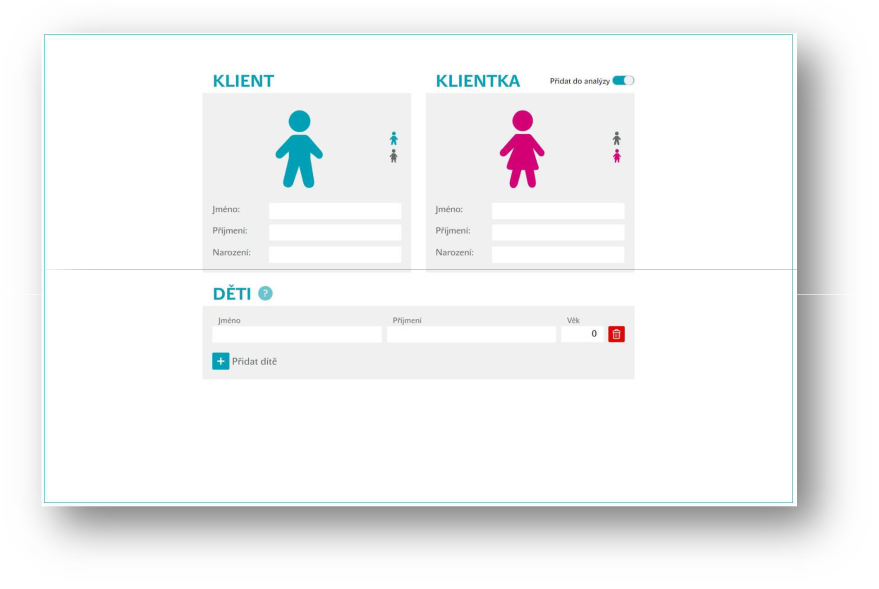 KLIENT
KLIENTKA
Přidat do analýzy
Jméno:
Příjmení:
Narození:
Jméno:
Příjmení:
Narození:
DĚTI ?
Jméno Příjmení Věk
0
+ Přidat dítě